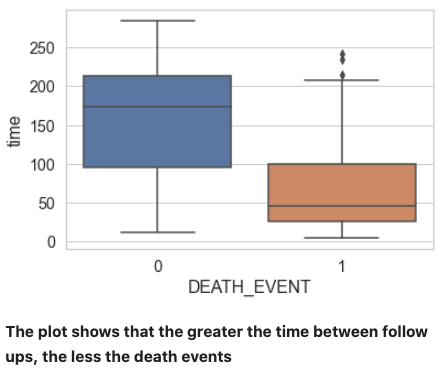 250
200
150
100
50
0
time
0 1
DEATH_EVENT
The plot shows that the greater the time between follow
ups, the less the death events